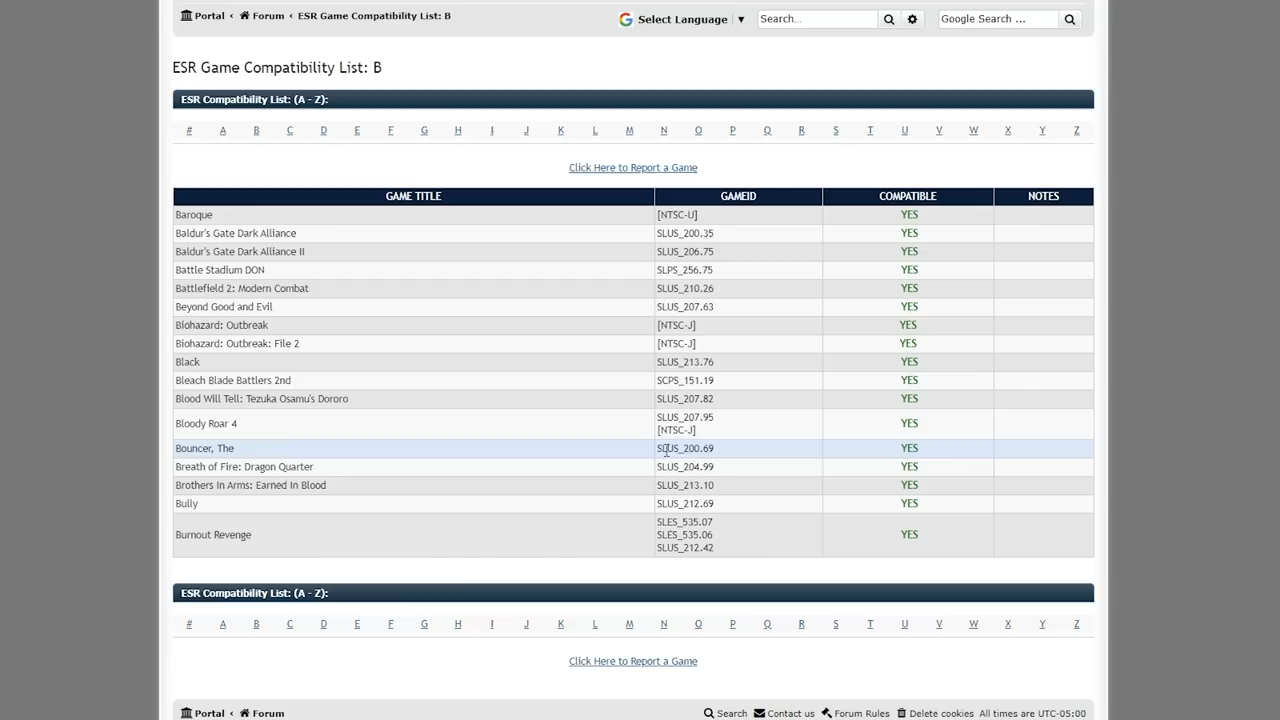 Portal ‹ Forum ‹ ESR Game Compatibility List: B
Select Language ▼
Search...
Google Search ...
ESR Game Compatibility List: B
ESR Compatibility List: (A - Z):
# A B C D E F G H I J K L M N O P Q R S T U V W X Y Z
Click Here to Report a Game
GAME TITLE GAMEID COMPATIBLE NOTES
Baroque [NTSC-U] YES
Baldur's Gate Dark Alliance SLUS_200.35 YES
Baldur's Gate Dark Alliance II SLUS_206.75 YES
Battle Stadium DON SLPS_256.75 YES
Battlefield 2: Modern Combat SLUS_210.26 YES
Beyond Good and Evil SLUS_207.63 YES
Biohazard: Outbreak [NTSC-J] YES
Biohazard: Outbreak: File 2 [NTSC-J] YES
Black SLUS_213.76 YES
Bleach Blade Battlers 2nd SCPS_151.19 YES
Blood Will Tell: Tezuka Osamu's Dororo SLUS_207.82 YES
Bloody Roar 4 SLUS_207.95 YES
[NTSC-J]
Bouncer, The SLUS_200.69 YES
Breath of Fire: Dragon Quarter SLUS_204.99 YES
Brothers In Arms: Earned In Blood SLUS_213.10 YES
Bully SLUS_212.69 YES
SLES_535.07
Burnout Revenge SLES_535.06 YES
SLUS_212.42
ESR Compatibility List: (A - Z):
# A B C D E F G H I J K L M N O P Q R S T U V W X Y Z
Click Here to Report a Game
Portal ‹ Forum Search Contact us Forum Rules Delete cookies All times are UTC-05:00